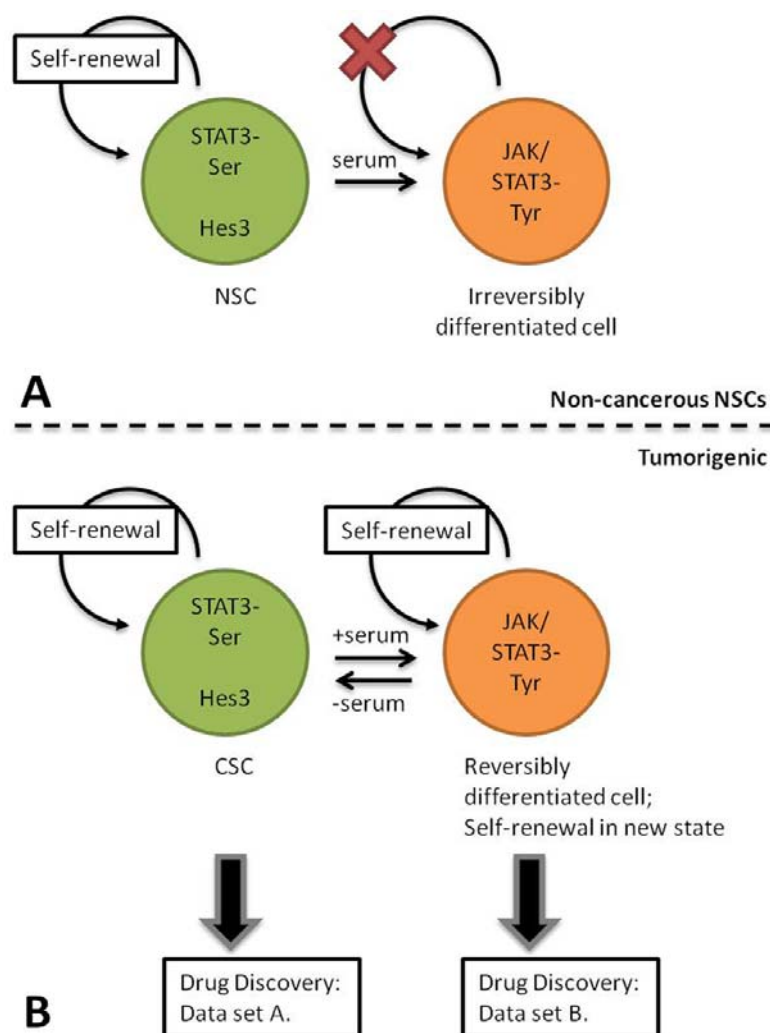 Self-renewal
STAT3-
Ser
Hes3
serum
JAK/
STAT3-
Tyr
NSC
Irreversibly
differentiated cell
A
Non-cancerous NSCs
Tumorigenic
Self-renewal
Self-renewal
STAT3-
Ser
Hes3
+serum
-serum
JAK/
STAT3-
Tyr
CSC
Reversibly
differentiated cell;
Self-renewal in new state
Drug Discovery:
Data set A.
Drug Discovery:
Data set B.
B